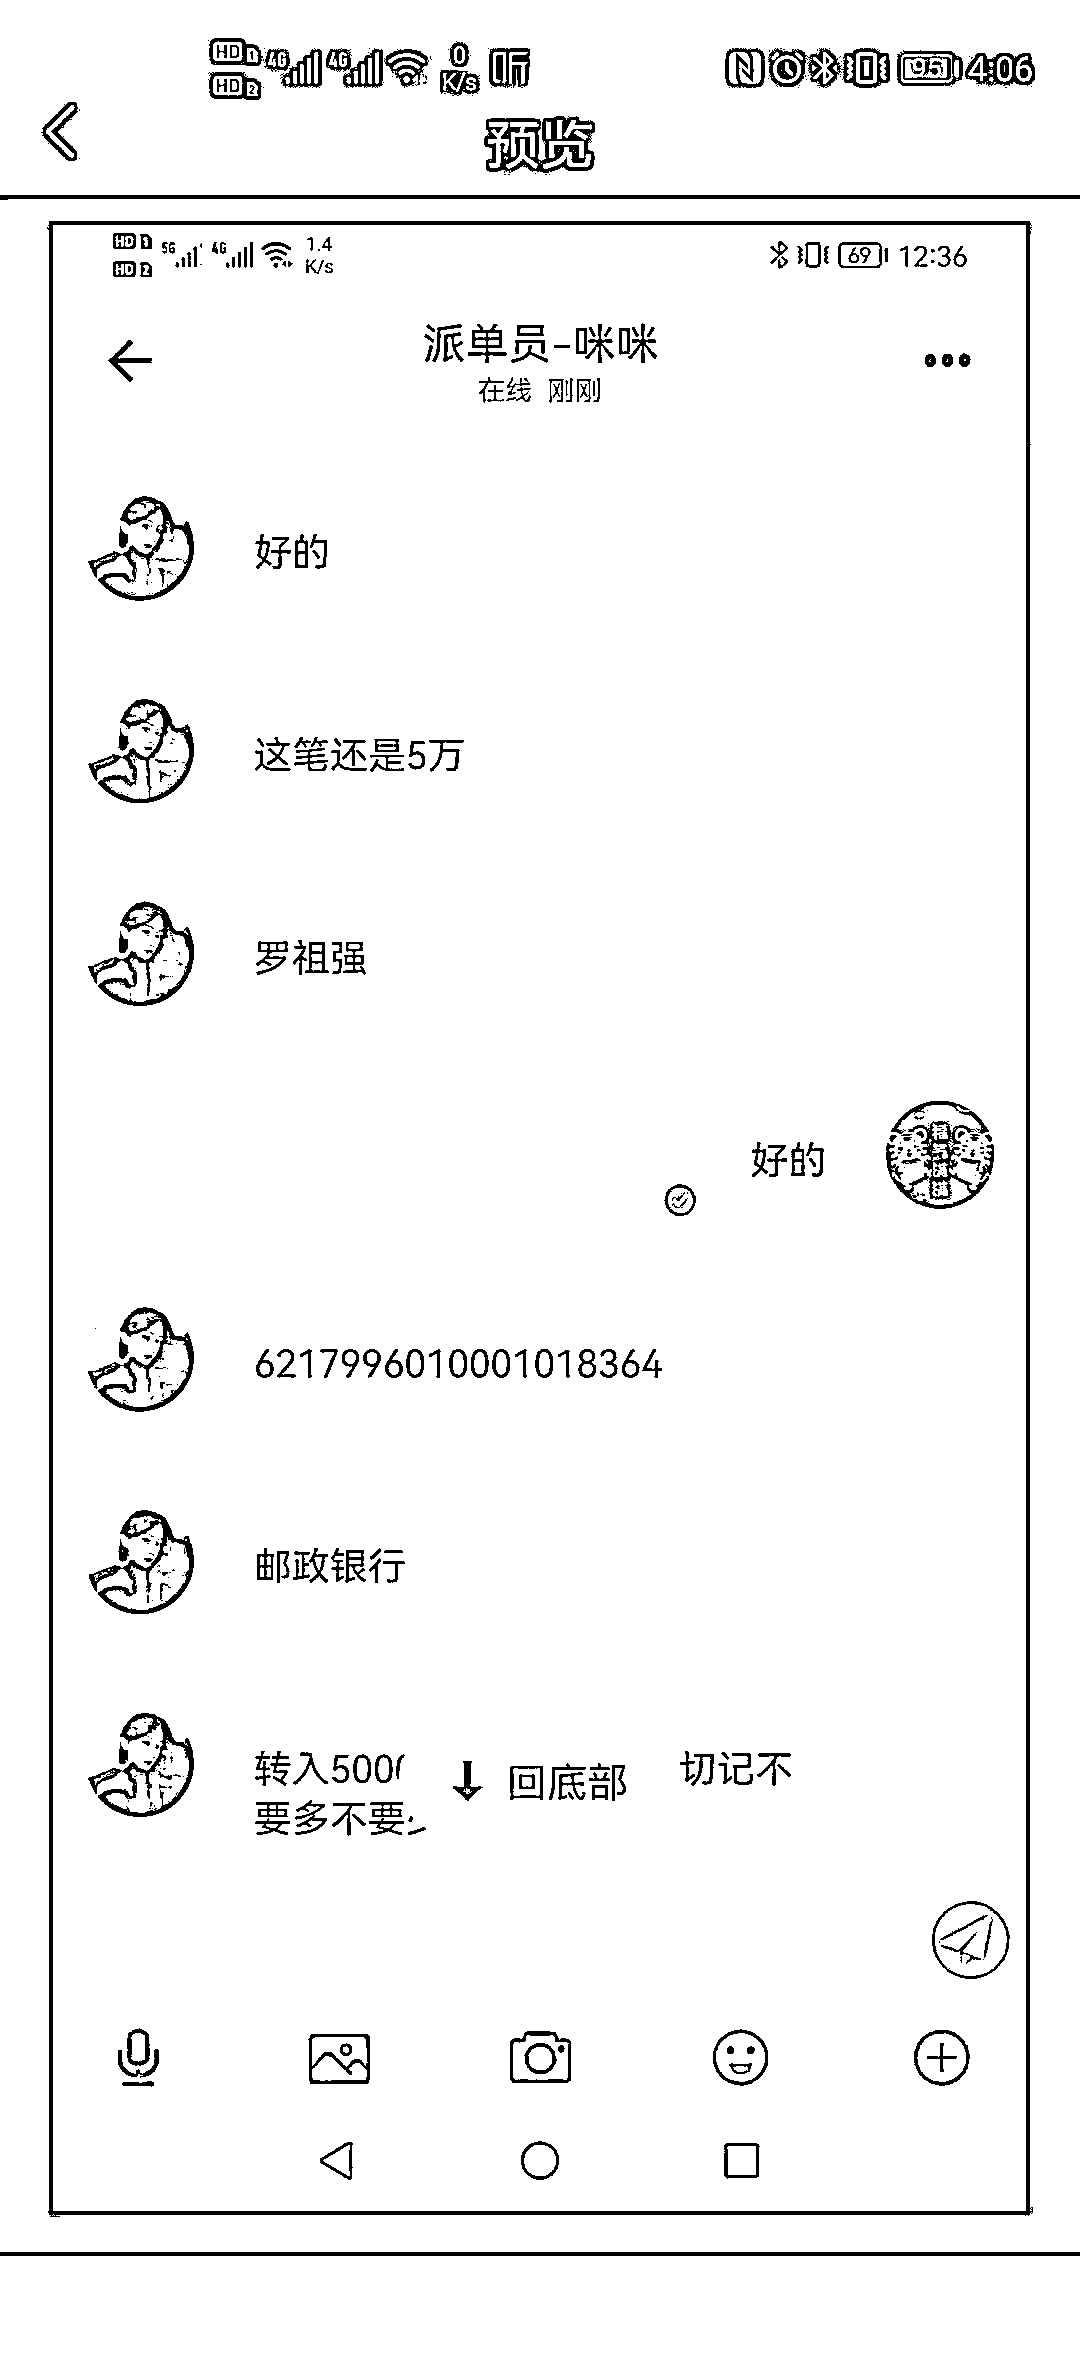 HD 1 4G 4G 0 K/s 听 95 4:06
HD 2
预览
HD 1 5G 4G 1.4 K/s 69 12:36
HD 2
派单员-咪咪
在线 刚刚
好的
这笔还是5万
罗祖强
好的
6217996010001018364
邮政银行
转入500 回底部 切记不
要多不要